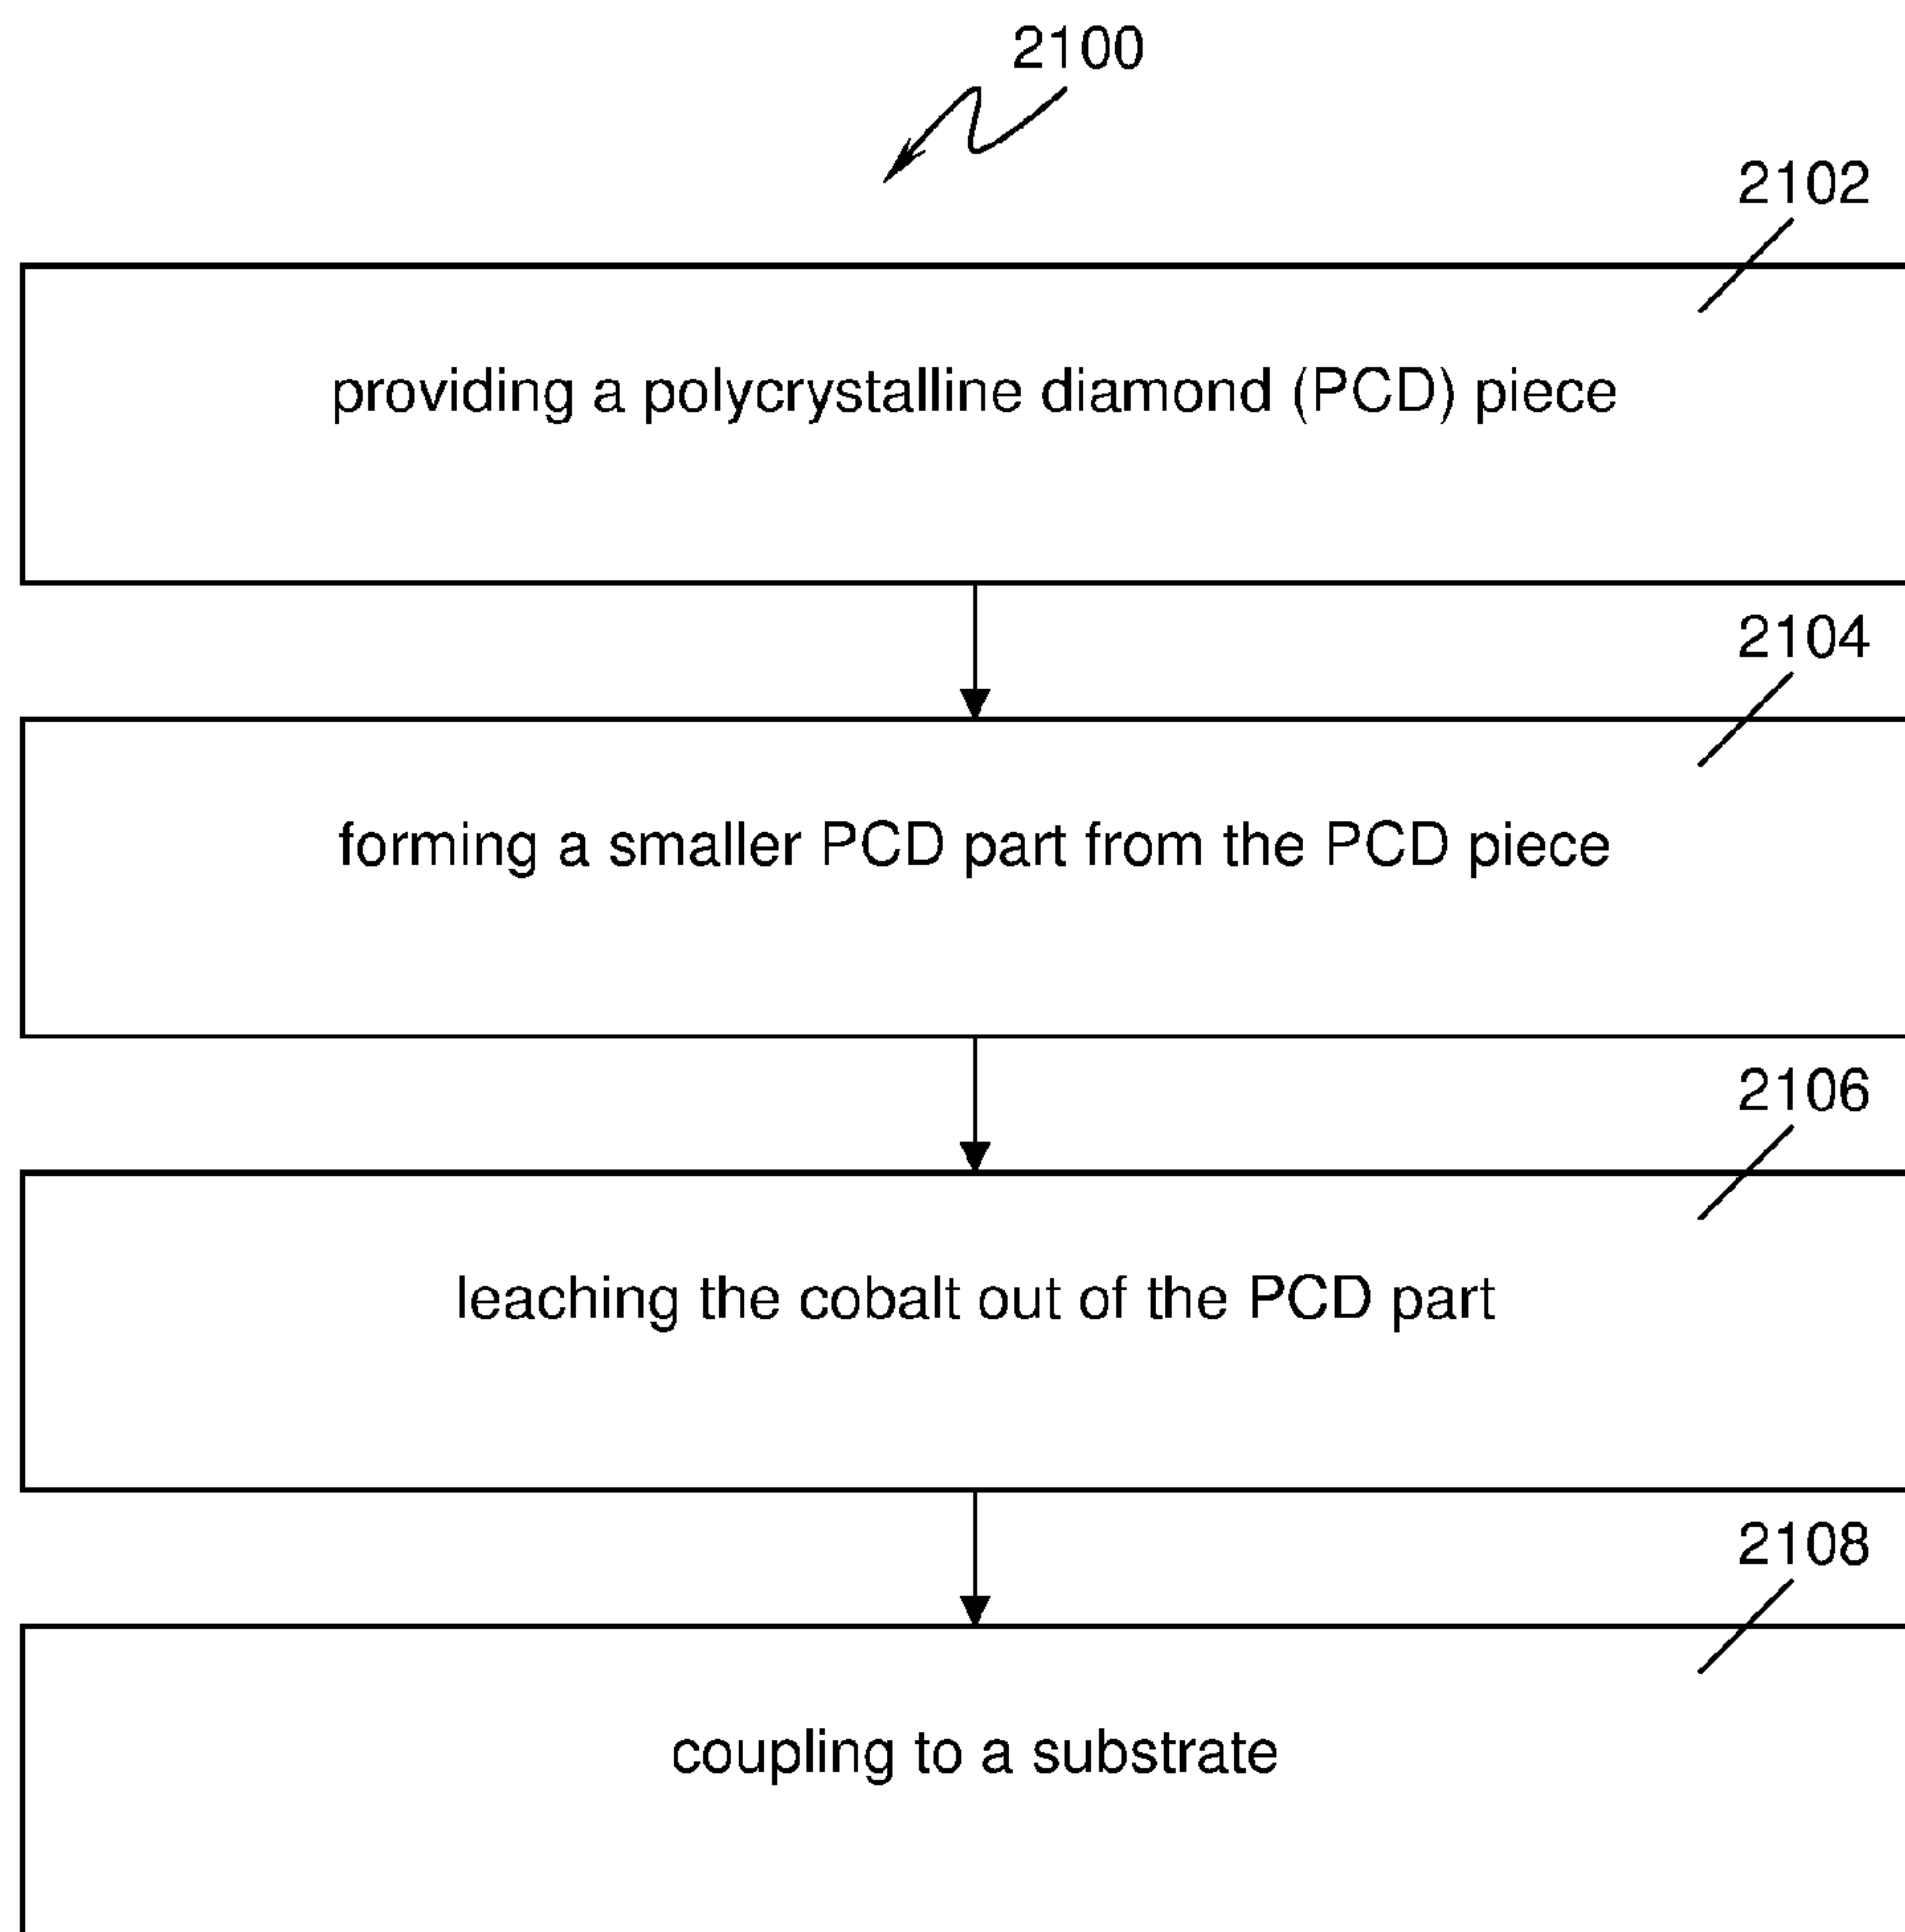 2100
2102
providing a polycrystalline diamond (PCD) piece
2104
forming a smaller PCD part from the PCD piece
2106
leaching the cobalt out of the PCD part
2108
coupling to a substrate